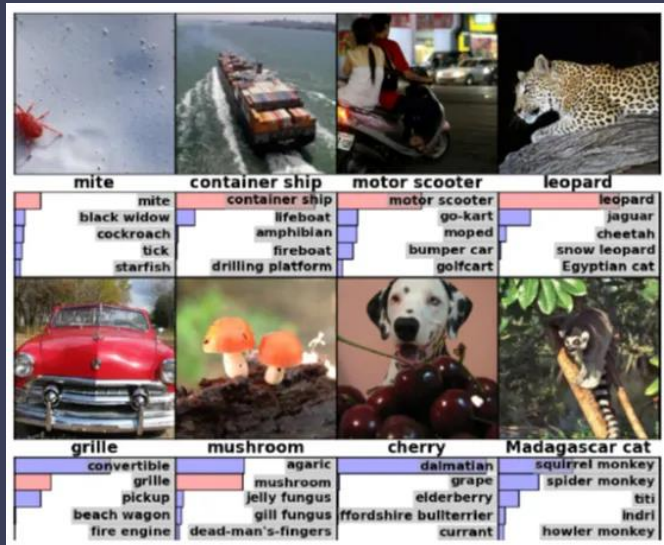 mite
container ship
motor scooter
leopard
mite
black widow
cockroach
tick
starfish
container ship
lifeboat
amphibian
fireboat
drilling platform
motor scooter
go-kart
moped
bumper car
golfcart
leopard
jaguar
cheetah
snow leopard
Egyptian cat
grille
mushroom
cherry
Madagascar cat
convertible
grille
pickup
beach wagon
fire engine
agaric
mushroom
jelly fungus
gill fungus
dead-man's-fingers
dalmatian
grape
elderberry
ffordshire bullterrier
currant
squirrel monkey
spider monkey
titi
indri
howler monkey